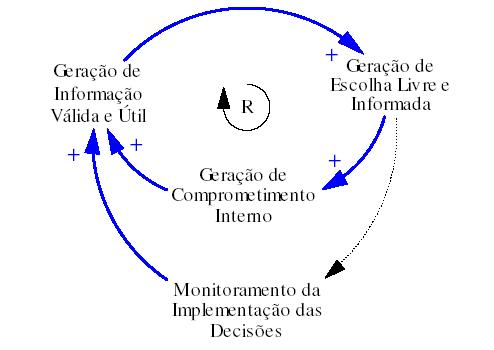 +
Geração de
Informação
Válida e Útil
Geração de
Escolha Livre e
Informada
R
+
+
+
Geração de
Comprometimento
Interno
Monitoramento da
Implementação das
Decisões